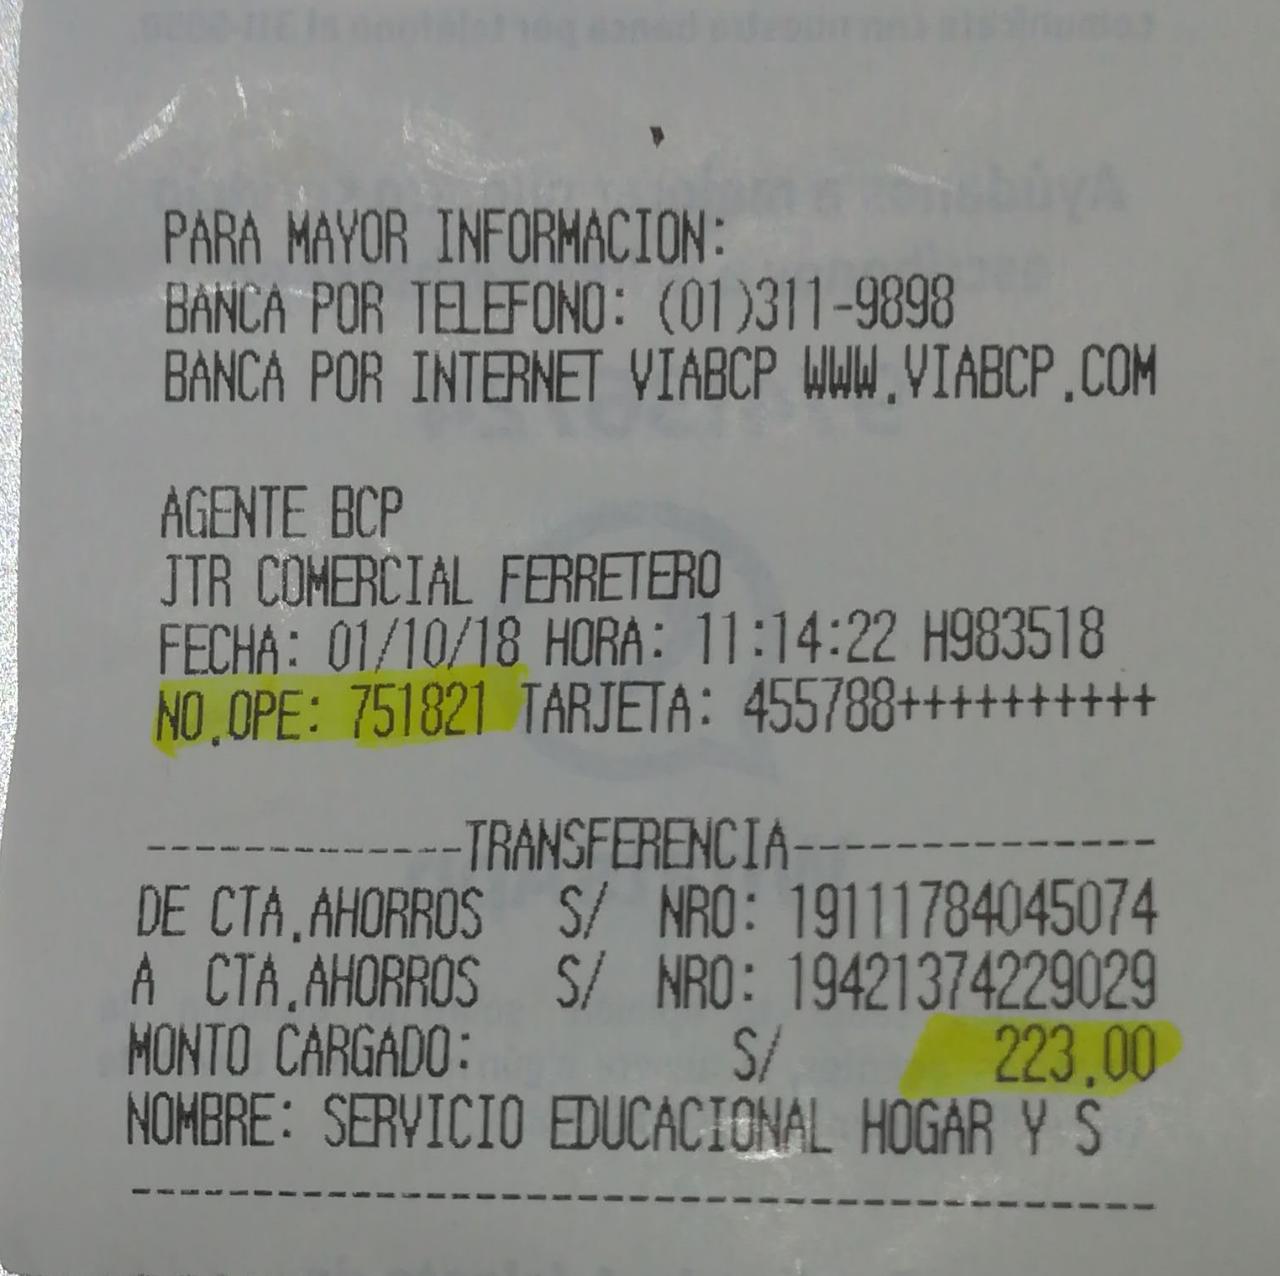 PARA MAYOR INFORMACION:
BANCA POR TELEFONO: (01)311-9898
BANCA POR INTERNET VIABCP WWW.VIABCP.COM
AGENTE BCP
JTR COMERCIAL FERRETERO
FECHA: 01/10/18 HORA: 11:14:22 H983518
NO.OPE: 751821 TARJETA: 455788++++++++++
-------------TRANSFERENCIA---------------
DE CTA.AHORROS S/ NRO: 19111784045074
A CTA.AHORROS S/ NRO: 19421374229029
MONTO CARGADO: S/ 223.00
NOMBRE: SERVICIO EDUCACIONAL HOGAR Y S